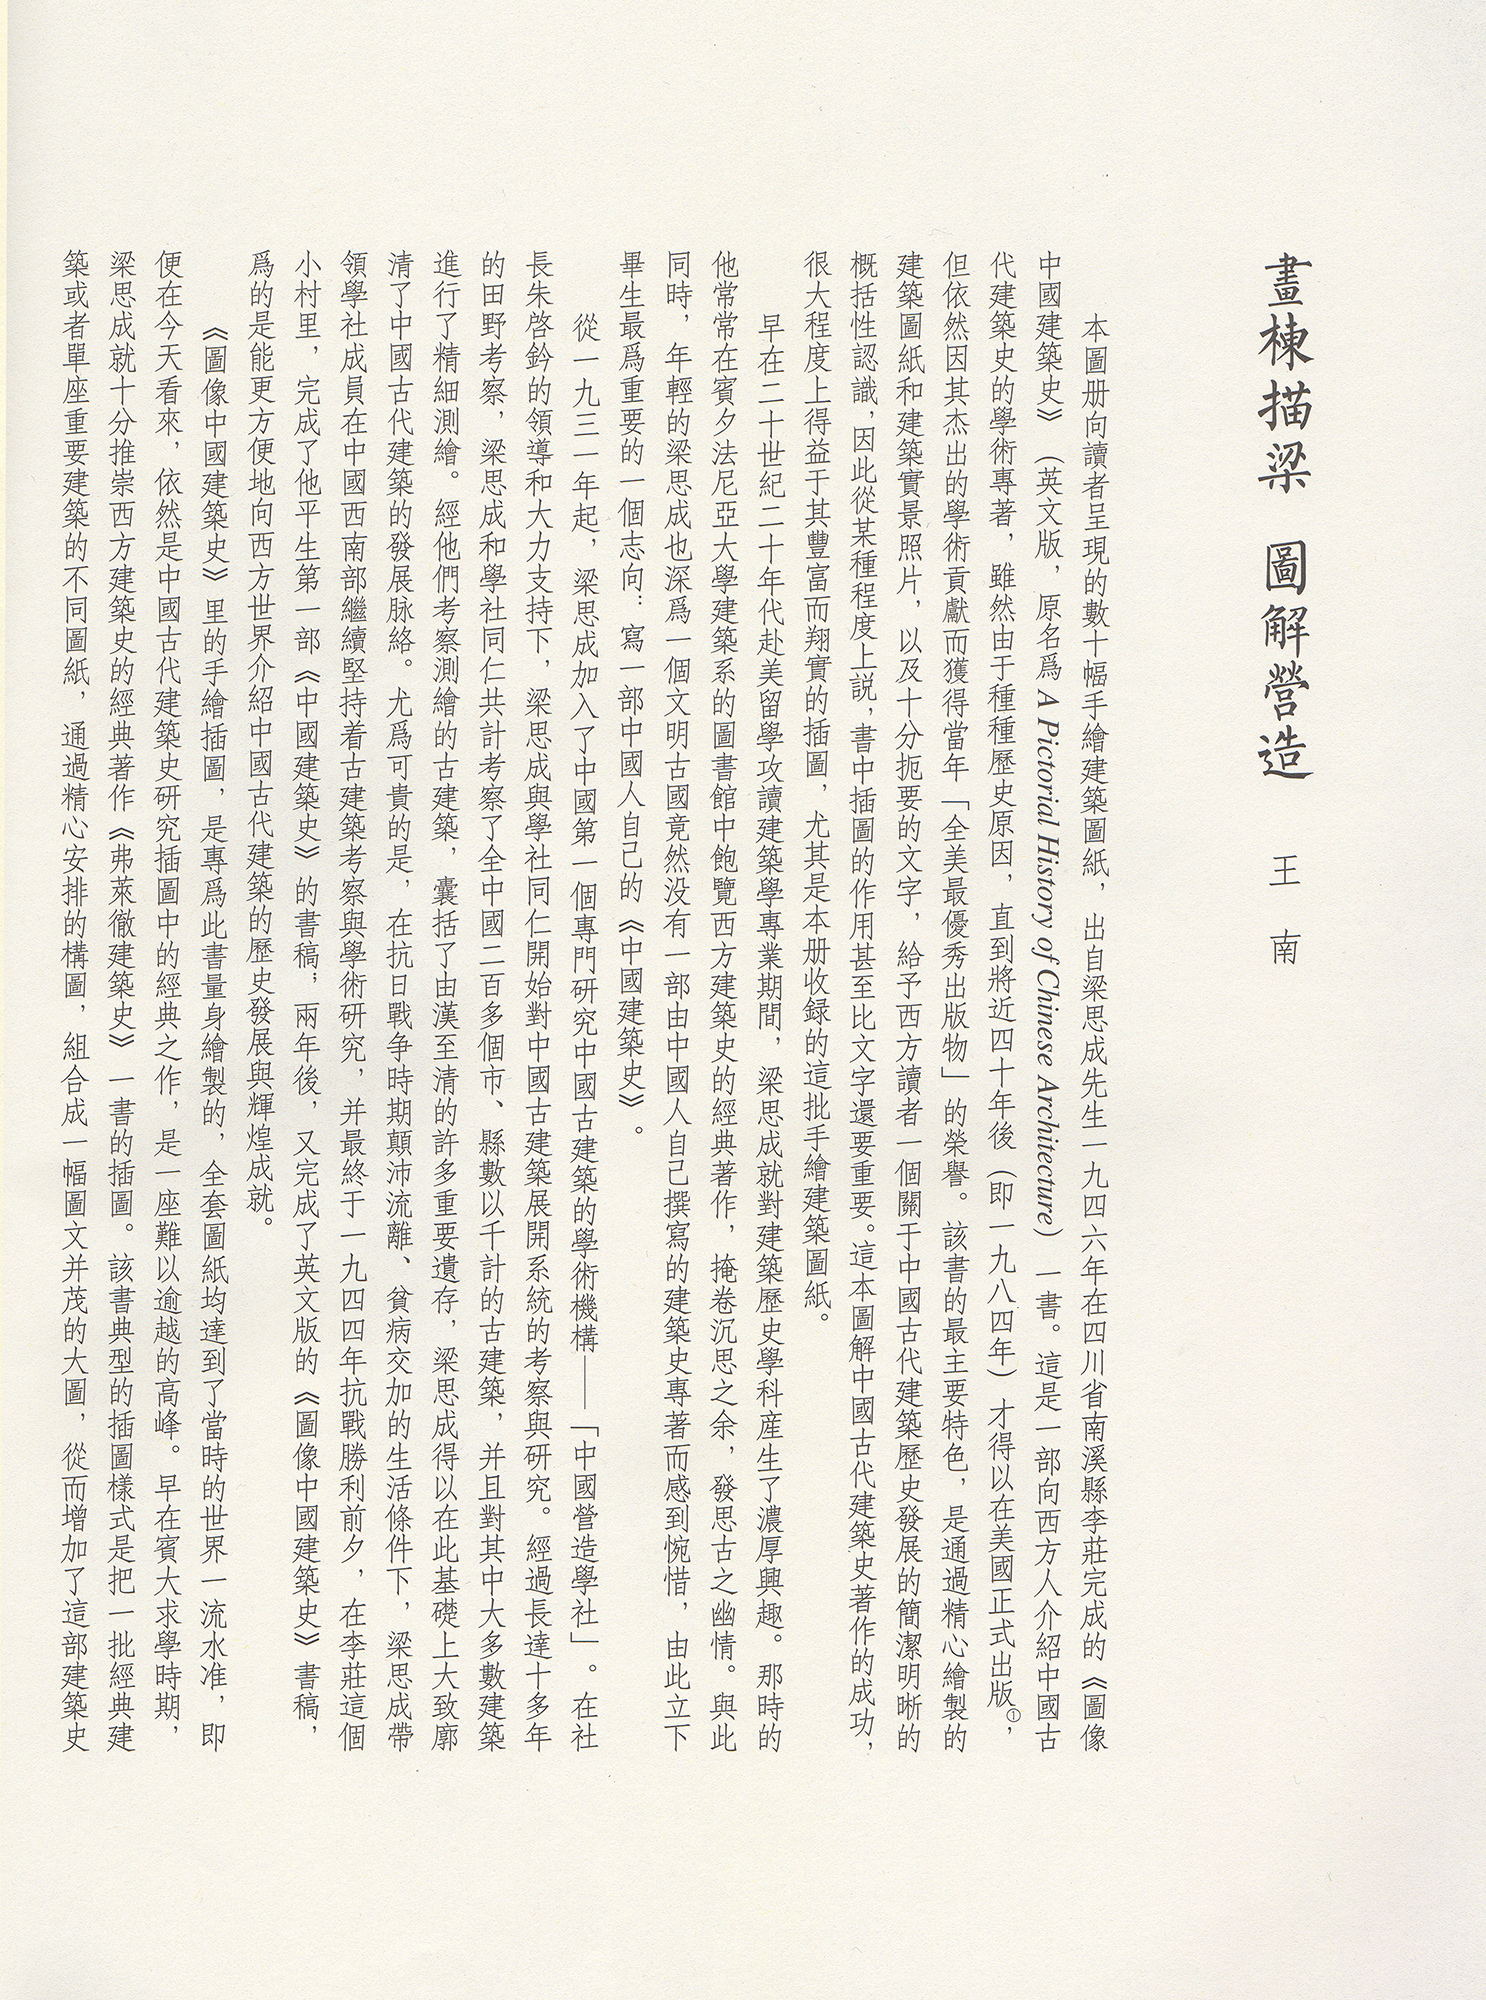 畫棟描梁　圖解營造　王　南
本圖册向讀者呈現的數十幅手繪建築圖紙，出自梁思成先生一九四六年在四川省南溪縣李莊完成的《圖像
中國建築史》（英文版，原名爲 A Pictorial History of Chinese Architecture）一書。這是一部向西方人介紹中國古
代建築史的學術專著，雖然由于種種歷史原因，直到將近四十年後（即一九八四年）才得以在美國正式出版①，
但依然因其杰出的學術貢獻而獲得當年「全美最優秀出版物」的榮譽。該書的最主要特色，是通過精心繪製的
建築圖紙和建築實景照片，以及十分扼要的文字，給予西方讀者一個關于中國古代建築歷史發展的簡潔明晰的
概括性認識，因此從某種程度上説，書中插圖的作用甚至比文字還要重要。這本圖解中國古代建築史著作的成功，
很大程度上得益于其豐富而翔實的插圖，尤其是本册收録的這批手繪建築圖紙。
早在二十世紀二十年代赴美留學攻讀建築學專業期間，梁思成就對建築歷史學科産生了濃厚興趣。那時的
他常常在賓夕法尼亞大學建築系的圖書館中飽覽西方建築史的經典著作，掩卷沉思之余，發思古之幽情。與此
同時，年輕的梁思成也深爲一個文明古國竟然没有一部由中國人自己撰寫的建築史專著而感到惋惜，由此立下
畢生最爲重要的一個志向：寫一部中國人自己的《中國建築史》。
從一九三一年起，梁思成加入了中國第一個專門研究中國古建築的學術機構——「中國營造學社」。在社
長朱啓鈐的領導和大力支持下，梁思成與學社同仁開始對中國古建築展開系統的考察與研究。經過長達十多年
的田野考察，梁思成和學社同仁共計考察了全中國二百多個市、縣數以千計的古建築，并且對其中大多數建築
進行了精細測繪。經他們考察測繪的古建築，囊括了由漢至清的許多重要遺存，梁思成得以在此基礎上大致廓
清了中國古代建築的發展脉絡。尤爲可貴的是，在抗日戰争時期顛沛流離、貧病交加的生活條件下，梁思成帶
領學社成員在中國西南部繼續堅持着古建築考察與學術研究，并最終于一九四四年抗戰勝利前夕，在李莊這個
小村里，完成了他平生第一部《中國建築史》的書稿；兩年後，又完成了英文版的《圖像中國建築史》書稿，
爲的是能更方便地向西方世界介紹中國古代建築的歷史發展與輝煌成就。
《圖像中國建築史》里的手繪插圖，是專爲此書量身繪製的，全套圖紙均達到了當時的世界一流水准，即
便在今天看來，依然是中國古代建築史研究插圖中的經典之作，是一座難以逾越的高峰。早在賓大求學時期，
梁思成就十分推崇西方建築史的經典著作《弗萊徹建築史》一書的插圖。該書典型的插圖樣式是把一批經典建
築或者單座重要建築的不同圖紙，通過精心安排的構圖，組合成一幅圖文并茂的大圖，從而增加了這部建築史